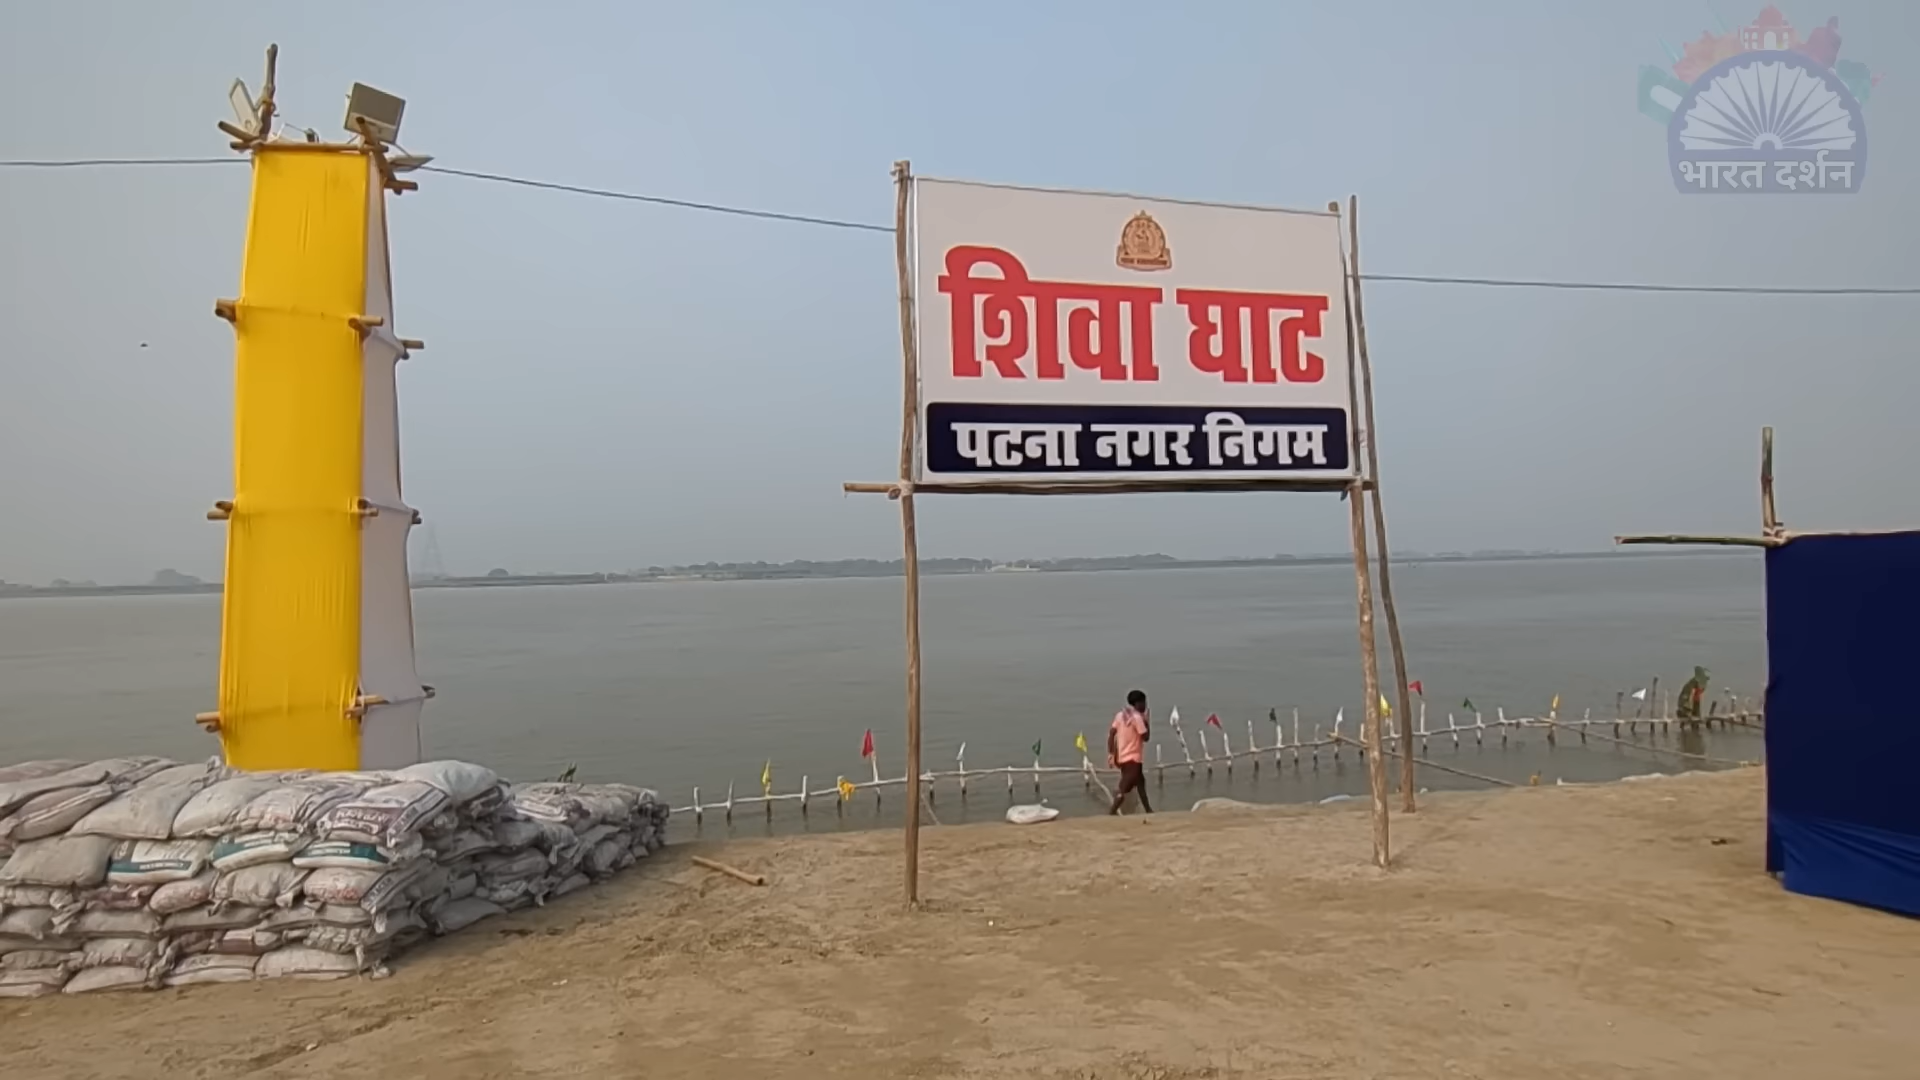 भारत दर्शन
शिवा घाट
पटना नगर निगम